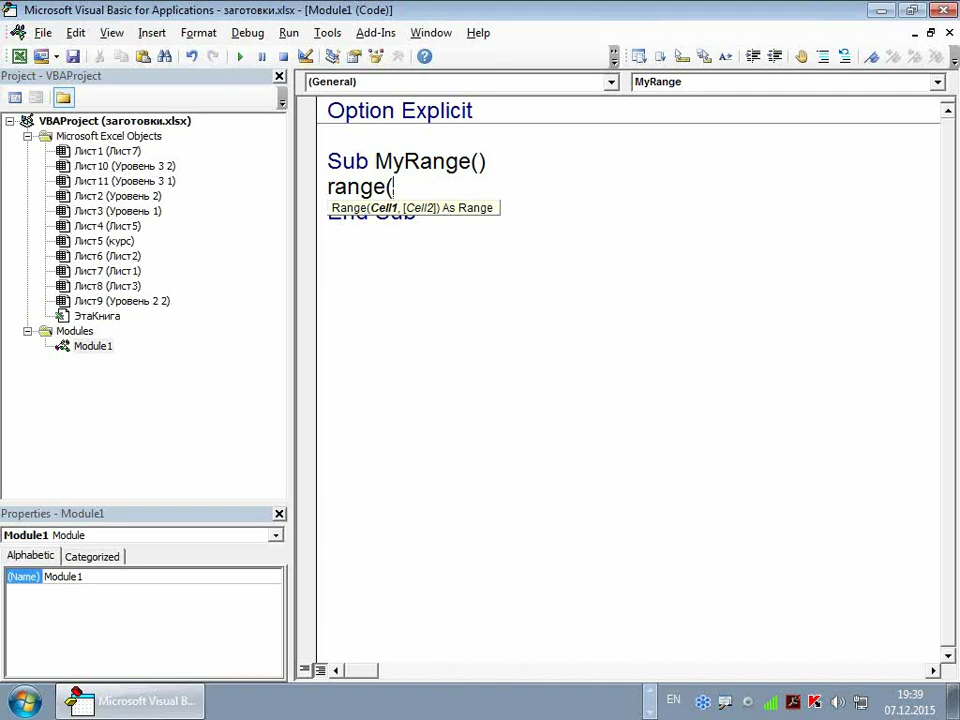 Microsoft Visual Basic for Applications - заготовки.xlsx - [Module1 (Code)]
File Edit View Insert Format Debug Run Tools Add-Ins Window Help
Project - VBAProject
(General)
MyRange
VBAProject (заготовки.xlsx)
Microsoft Excel Objects
Лист1 (Лист7)
Лист10 (Уровень 3 2)
Лист11 (Уровень 3 1)
Лист2 (Уровень 2)
Лист3 (Уровень 1)
Лист4 (Лист5)
Лист5 (курс)
Лист6 (Лист2)
Лист7 (Лист1)
Лист8 (Лист3)
Лист9 (Уровень 2 2)
ЭтаКнига
Modules
Module1
Option Explicit
Sub MyRange()
range(
Range(Cell1, [Cell2]) As Range
End Sub
Properties - Module1
Module1 Module
Alphabetic Categorized
(Name) Module1
Microsoft Visual B...
EN
19:39
07.12.2015